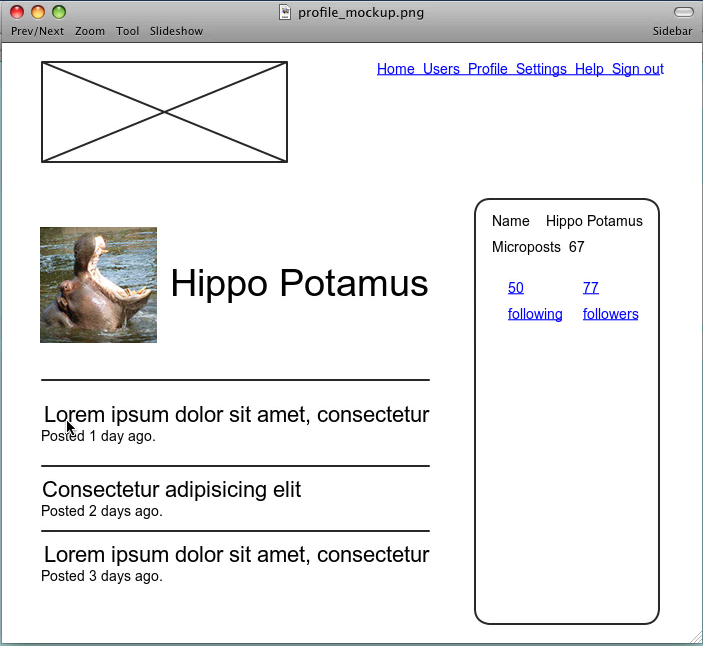 profile_mockup.png
Prev/Next Zoom Tool Slideshow Sidebar
Home Users Profile Settings Help Sign out
Hippo Potamus
Name Hippo Potamus
Microposts 67
50 77
following followers
Lorem ipsum dolor sit amet, consectetur
Posted 1 day ago.
Consectetur adipisicing elit
Posted 2 days ago.
Lorem ipsum dolor sit amet, consectetur
Posted 3 days ago.